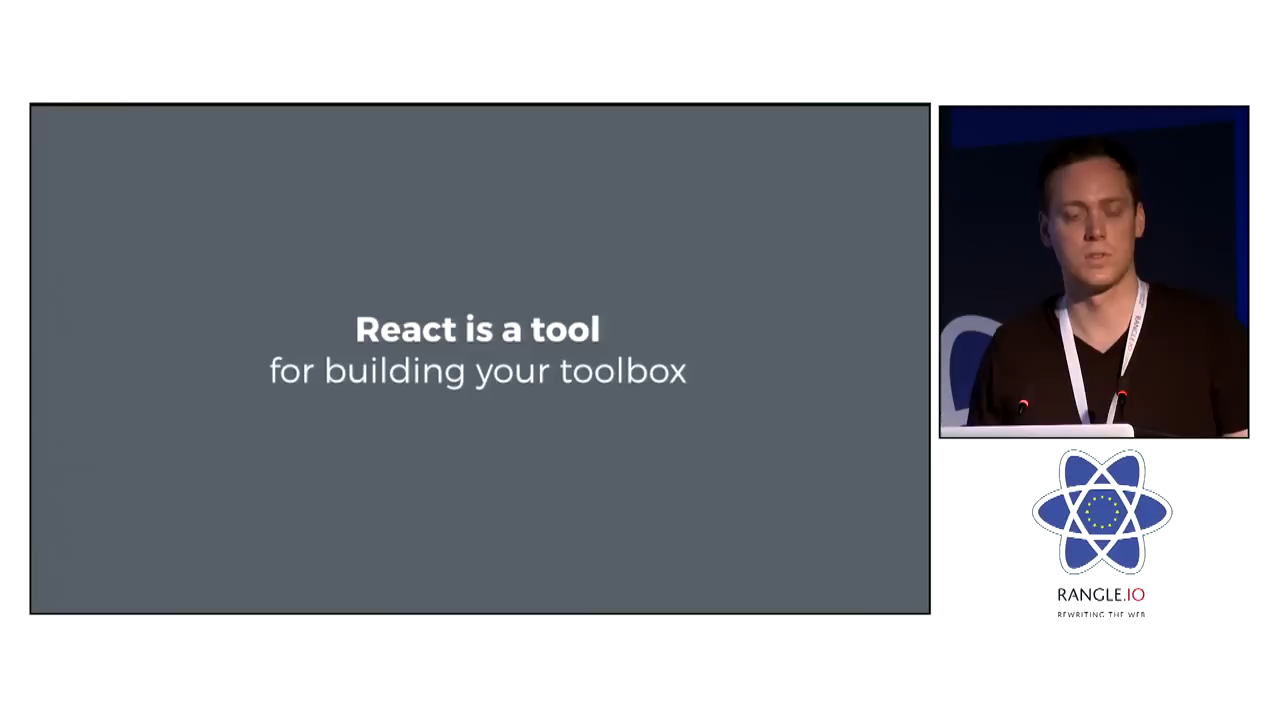 React is a tool
for building your toolbox
RANGLE.IO
REWRITING THE WEB